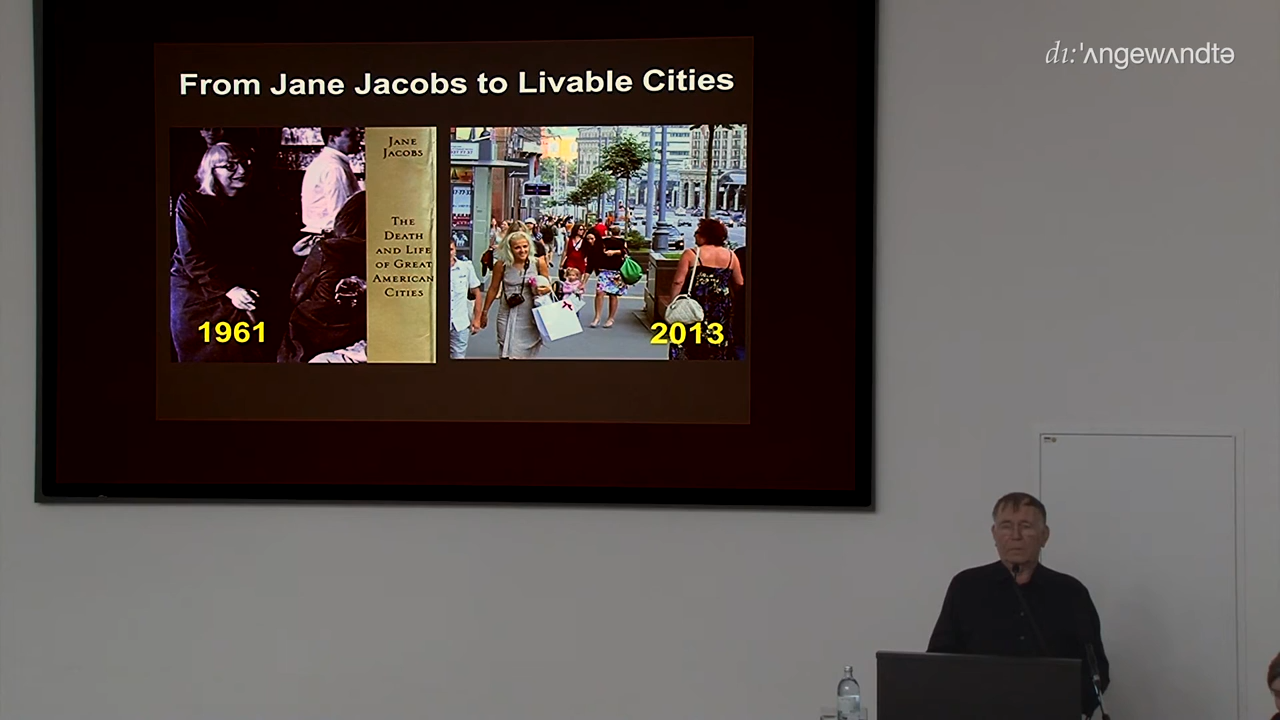 dı:ˈʌngewʌndtə
From Jane Jacobs to Livable Cities
JANE
JACOBS
THE
DEATH
AND LIFE
OF GREAT
AMERICAN
CITIES
1961
2013